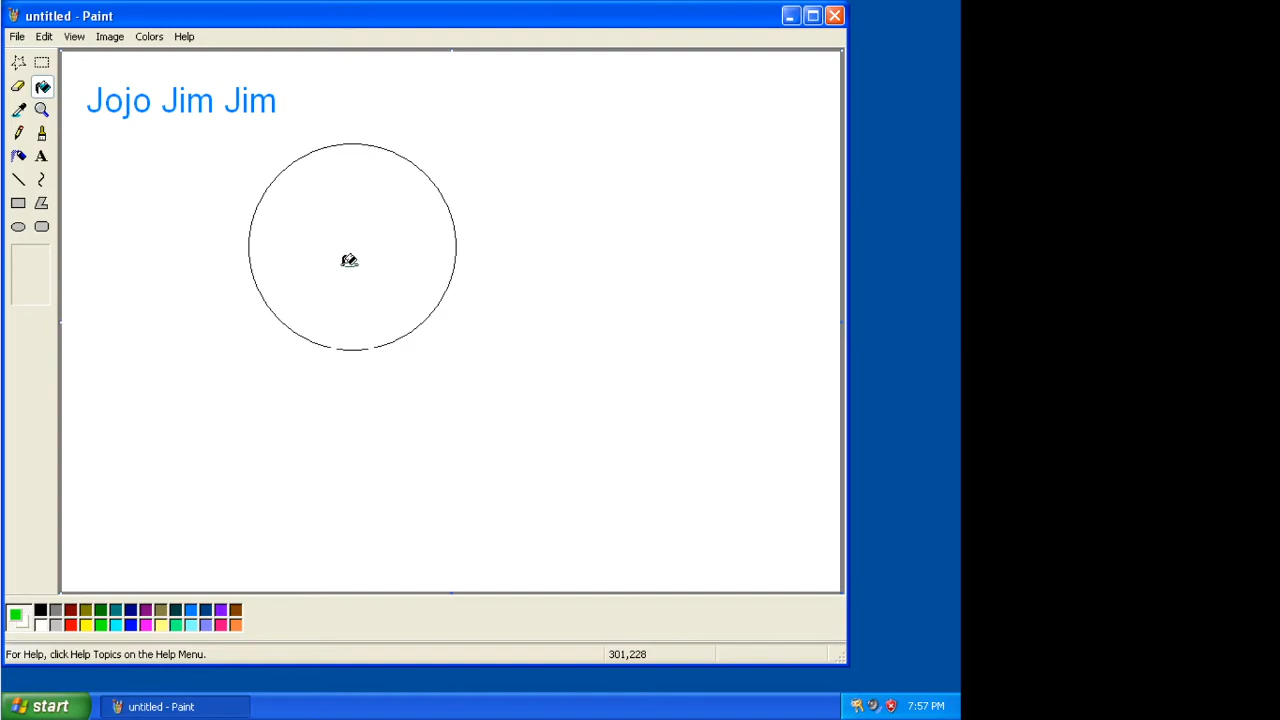 untitled - Paint
File Edit View Image Colors Help
A
Jojo Jim Jim
For Help, click Help Topics on the Help Menu.
301,228
start
untitled - Paint
7:57 PM